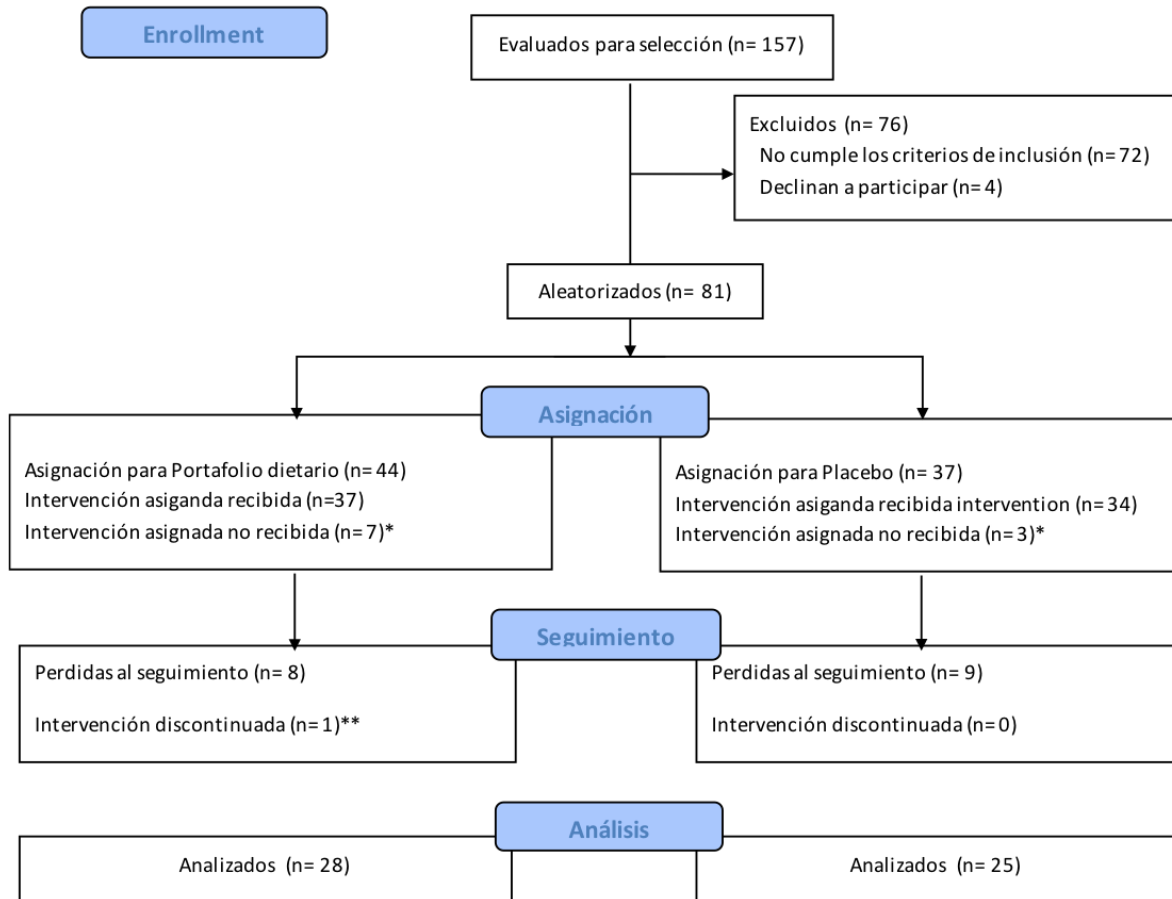 Enrollment
Evaluados para selección (n= 157)
Excluidos (n= 76)
No cumple los criterios de inclusión (n= 72)
Declinan a participar (n= 4)
Aleatorizados (n= 81)
Asignación
Asignación para Portafolio dietario (n= 44)
Intervención asiganda recibida (n=37)
Intervención asignada no recibida (n= 7)*
Asignación para Placebo (n= 37)
Intervención asiganda recibida intervention (n= 34)
Intervención asignada no recibida (n= 3)*
Seguimiento
Perdidas al seguimiento (n= 8)
Intervención discontinuada (n= 1)**
Perdidas al seguimiento (n= 9)
Intervención discontinuada (n= 0)
Análisis
Analizados (n= 28)
Analizados (n= 25)